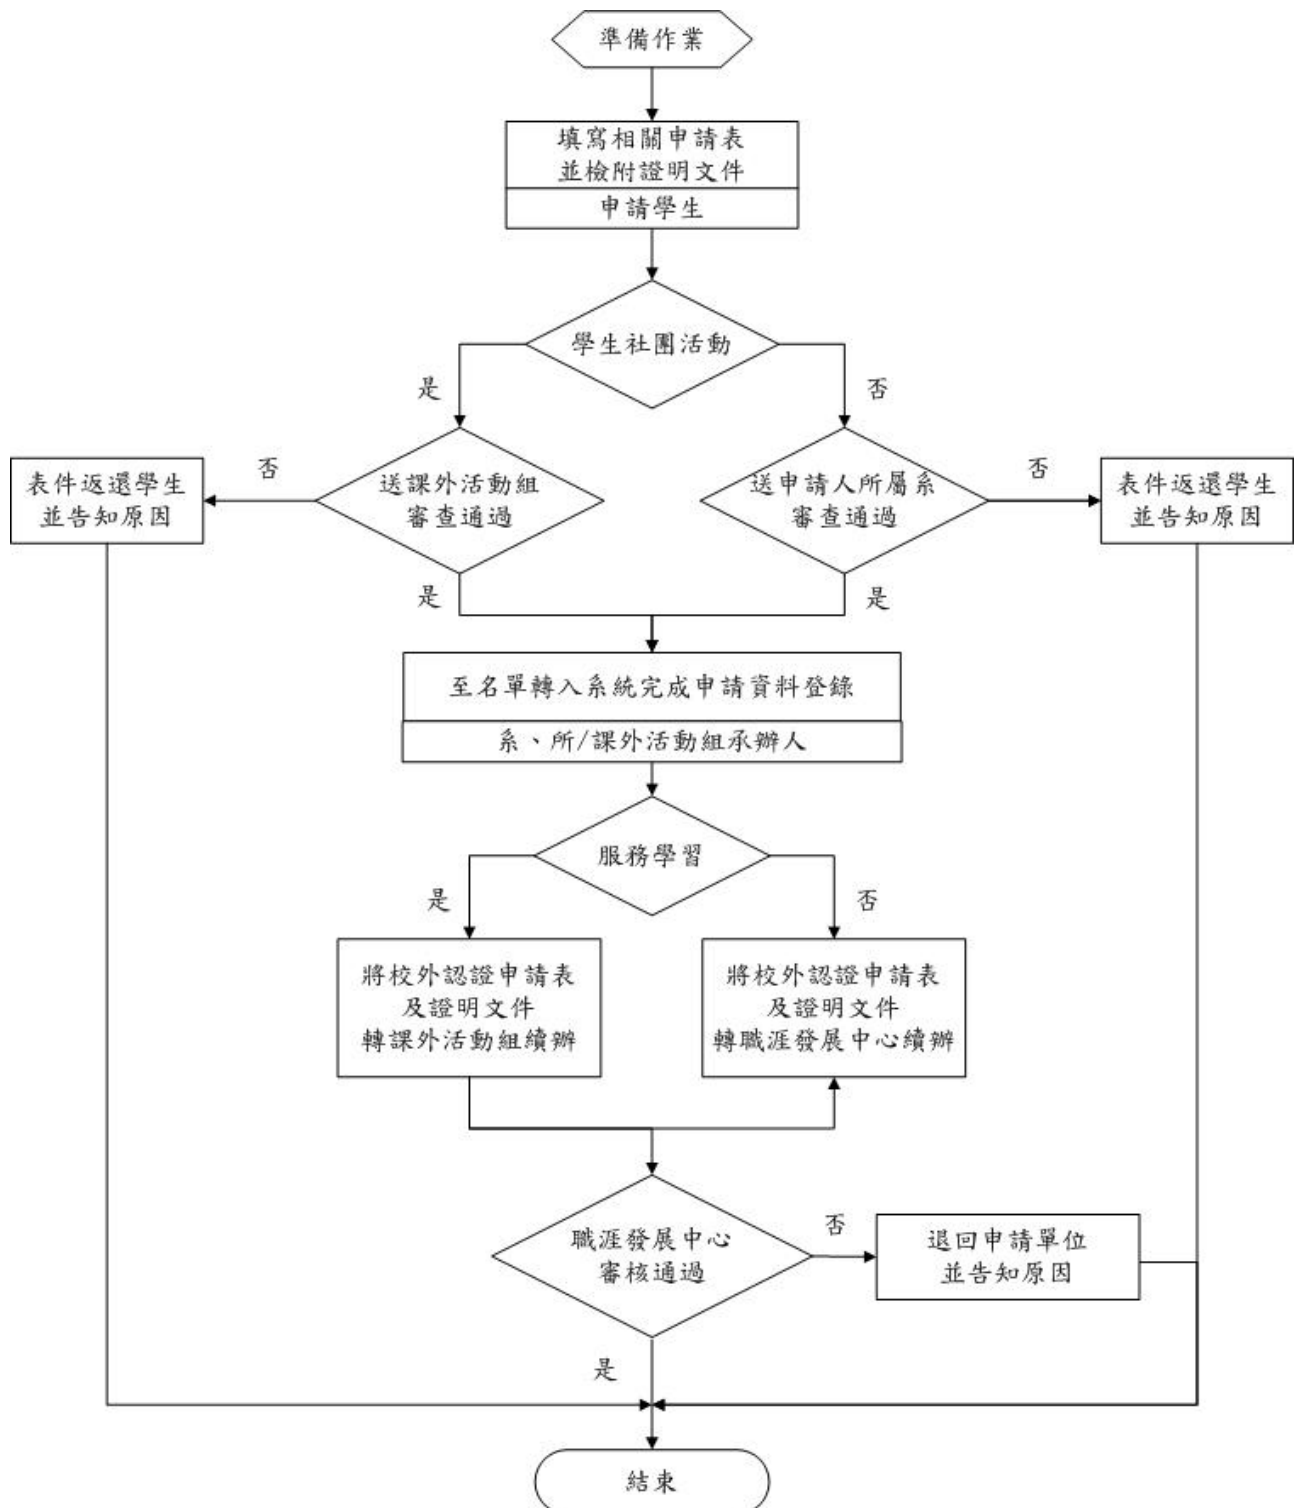 準備作業
填寫相關申請表
並檢附證明文件
申請學生
學生社團活動
是
否
表件返還學生
並告知原因
否
送課外活動組
審查通過
送申請人所屬系
審查通過
否
表件返還學生
並告知原因
是
是
至名單轉入系統完成申請資料登錄
系、所/課外活動組承辦人
服務學習
是
否
將校外認證申請表
及證明文件
轉課外活動組續辦
將校外認證申請表
及證明文件
轉職涯發展中心續辦
職涯發展中心
審核通過
否
退回申請單位
並告知原因
是
結束